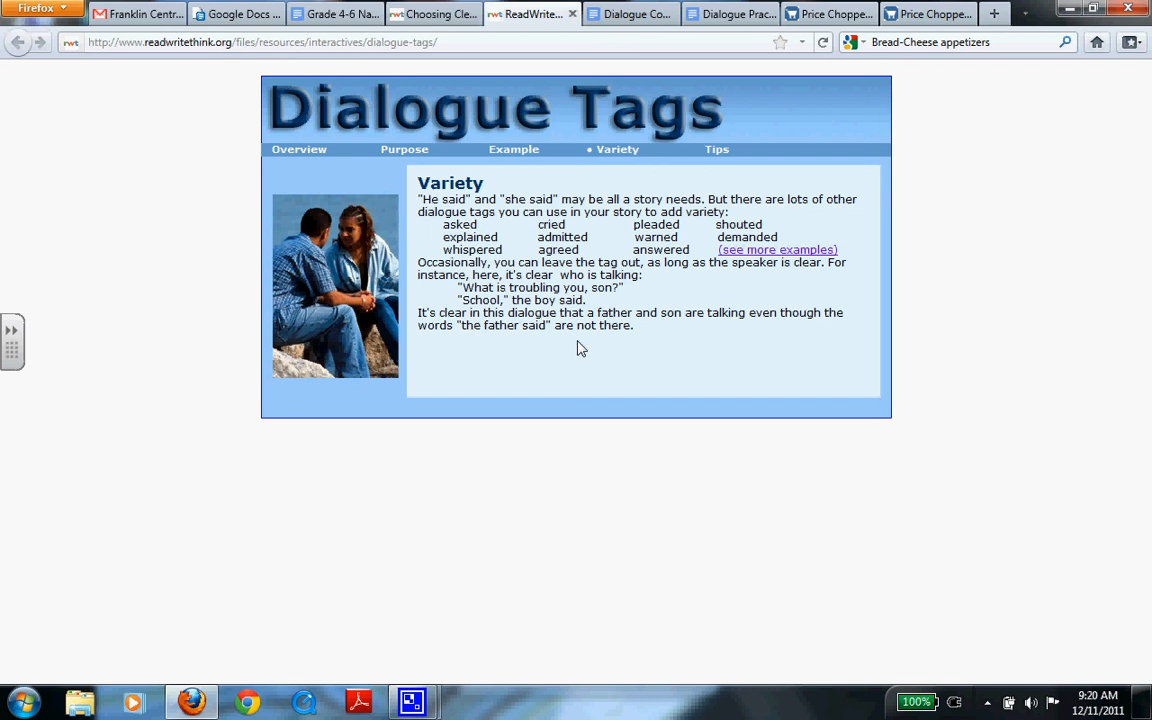 Firefox
Franklin Centr...
Google Docs ...
Grade 4-6 Na...
rwt Choosing Cle...
rwt ReadWrite...
Dialogue Co...
Dialogue Prac...
Price Choppe...
Price Choppe...
rwt http://www.readwritethink.org/files/resources/interactives/dialogue-tags/
Bread-Cheese appetizers
Dialogue Tags
Overview Purpose Example • Variety Tips
Variety
"He said" and "she said" may be all a story needs. But there are lots of other
dialogue tags you can use in your story to add variety:
asked cried pleaded shouted
explained admitted warned demanded
whispered agreed answered (see more examples)
Occasionally, you can leave the tag out, as long as the speaker is clear. For
instance, here, it's clear who is talking:
"What is troubling you, son?"
"School," the boy said.
It's clear in this dialogue that a father and son are talking even though the
words "the father said" are not there.
100%
9:20 AM
12/11/2011